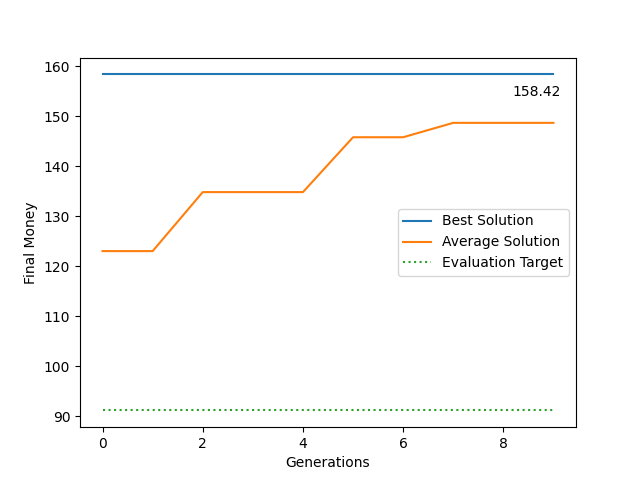 160
150
140
130
120
110
100
90
Final Money
158.42
Best Solution
Average Solution
Evaluation Target
0 2 4 6 8
Generations